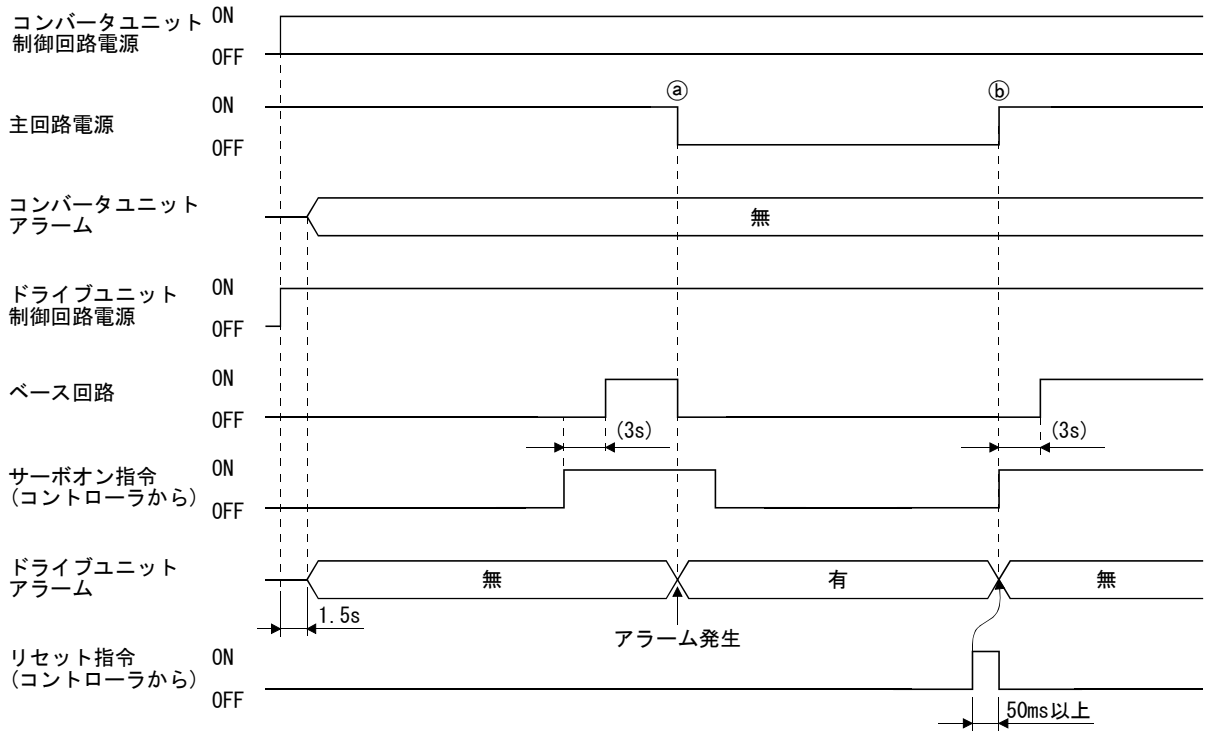 コンバータユニット
制御回路電源
ON
OFF
ⓐ
ⓑ
主回路電源
ON
OFF
コンバータユニット
アラーム
無
ドライブユニット
制御回路電源
ON
OFF
ベース回路
ON
OFF
(3s)
(3s)
サーボオン指令
(コントローラから)
ON
OFF
ドライブユニット
アラーム
無
有
無
1.5s
アラーム発生
リセット指令
(コントローラから)
ON
OFF
50ms以上